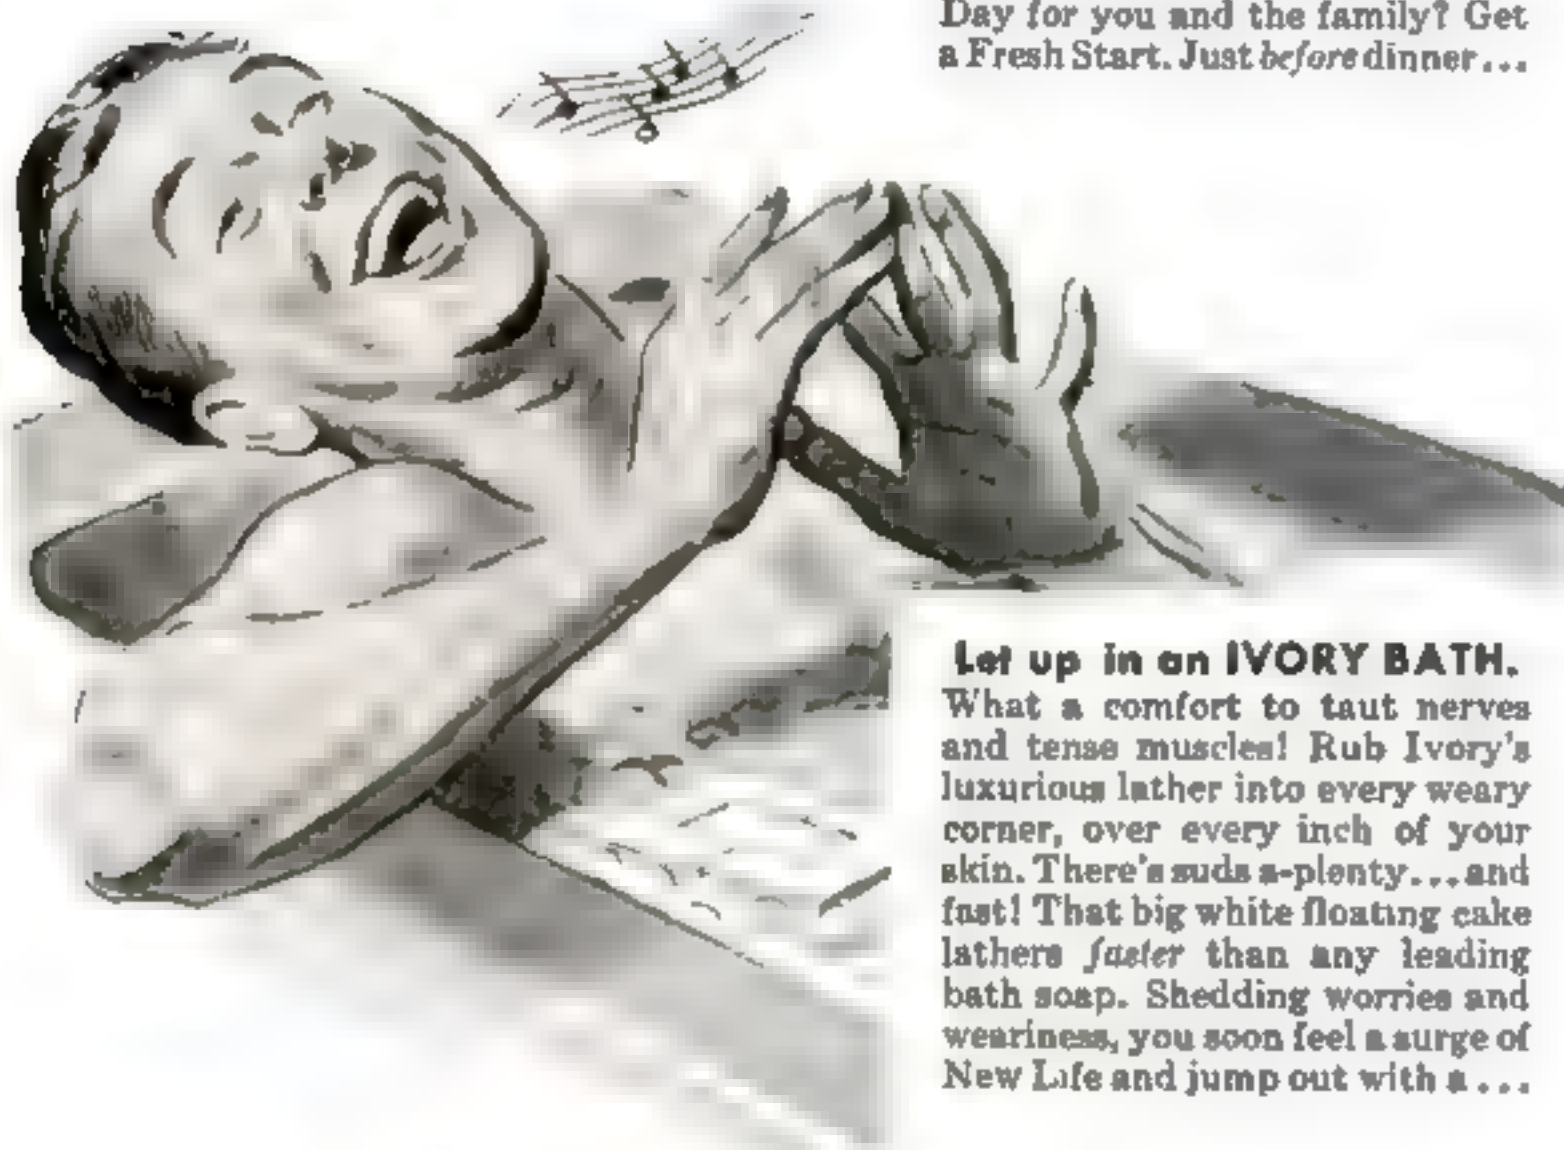 Day for you and the family? Get
a Fresh Start. Just before dinner...
Let up in an IVORY BATH.
What a comfort to taut nerves
and tense muscles! Rub Ivory's
luxurious lather into every weary
corner, over every inch of your
skin. There's suds a-plenty...and
fast! That big white floating cake
lathers faster than any leading
bath soap. Shedding worries and
weariness, you soon feel a surge of
New Life and jump out with a...